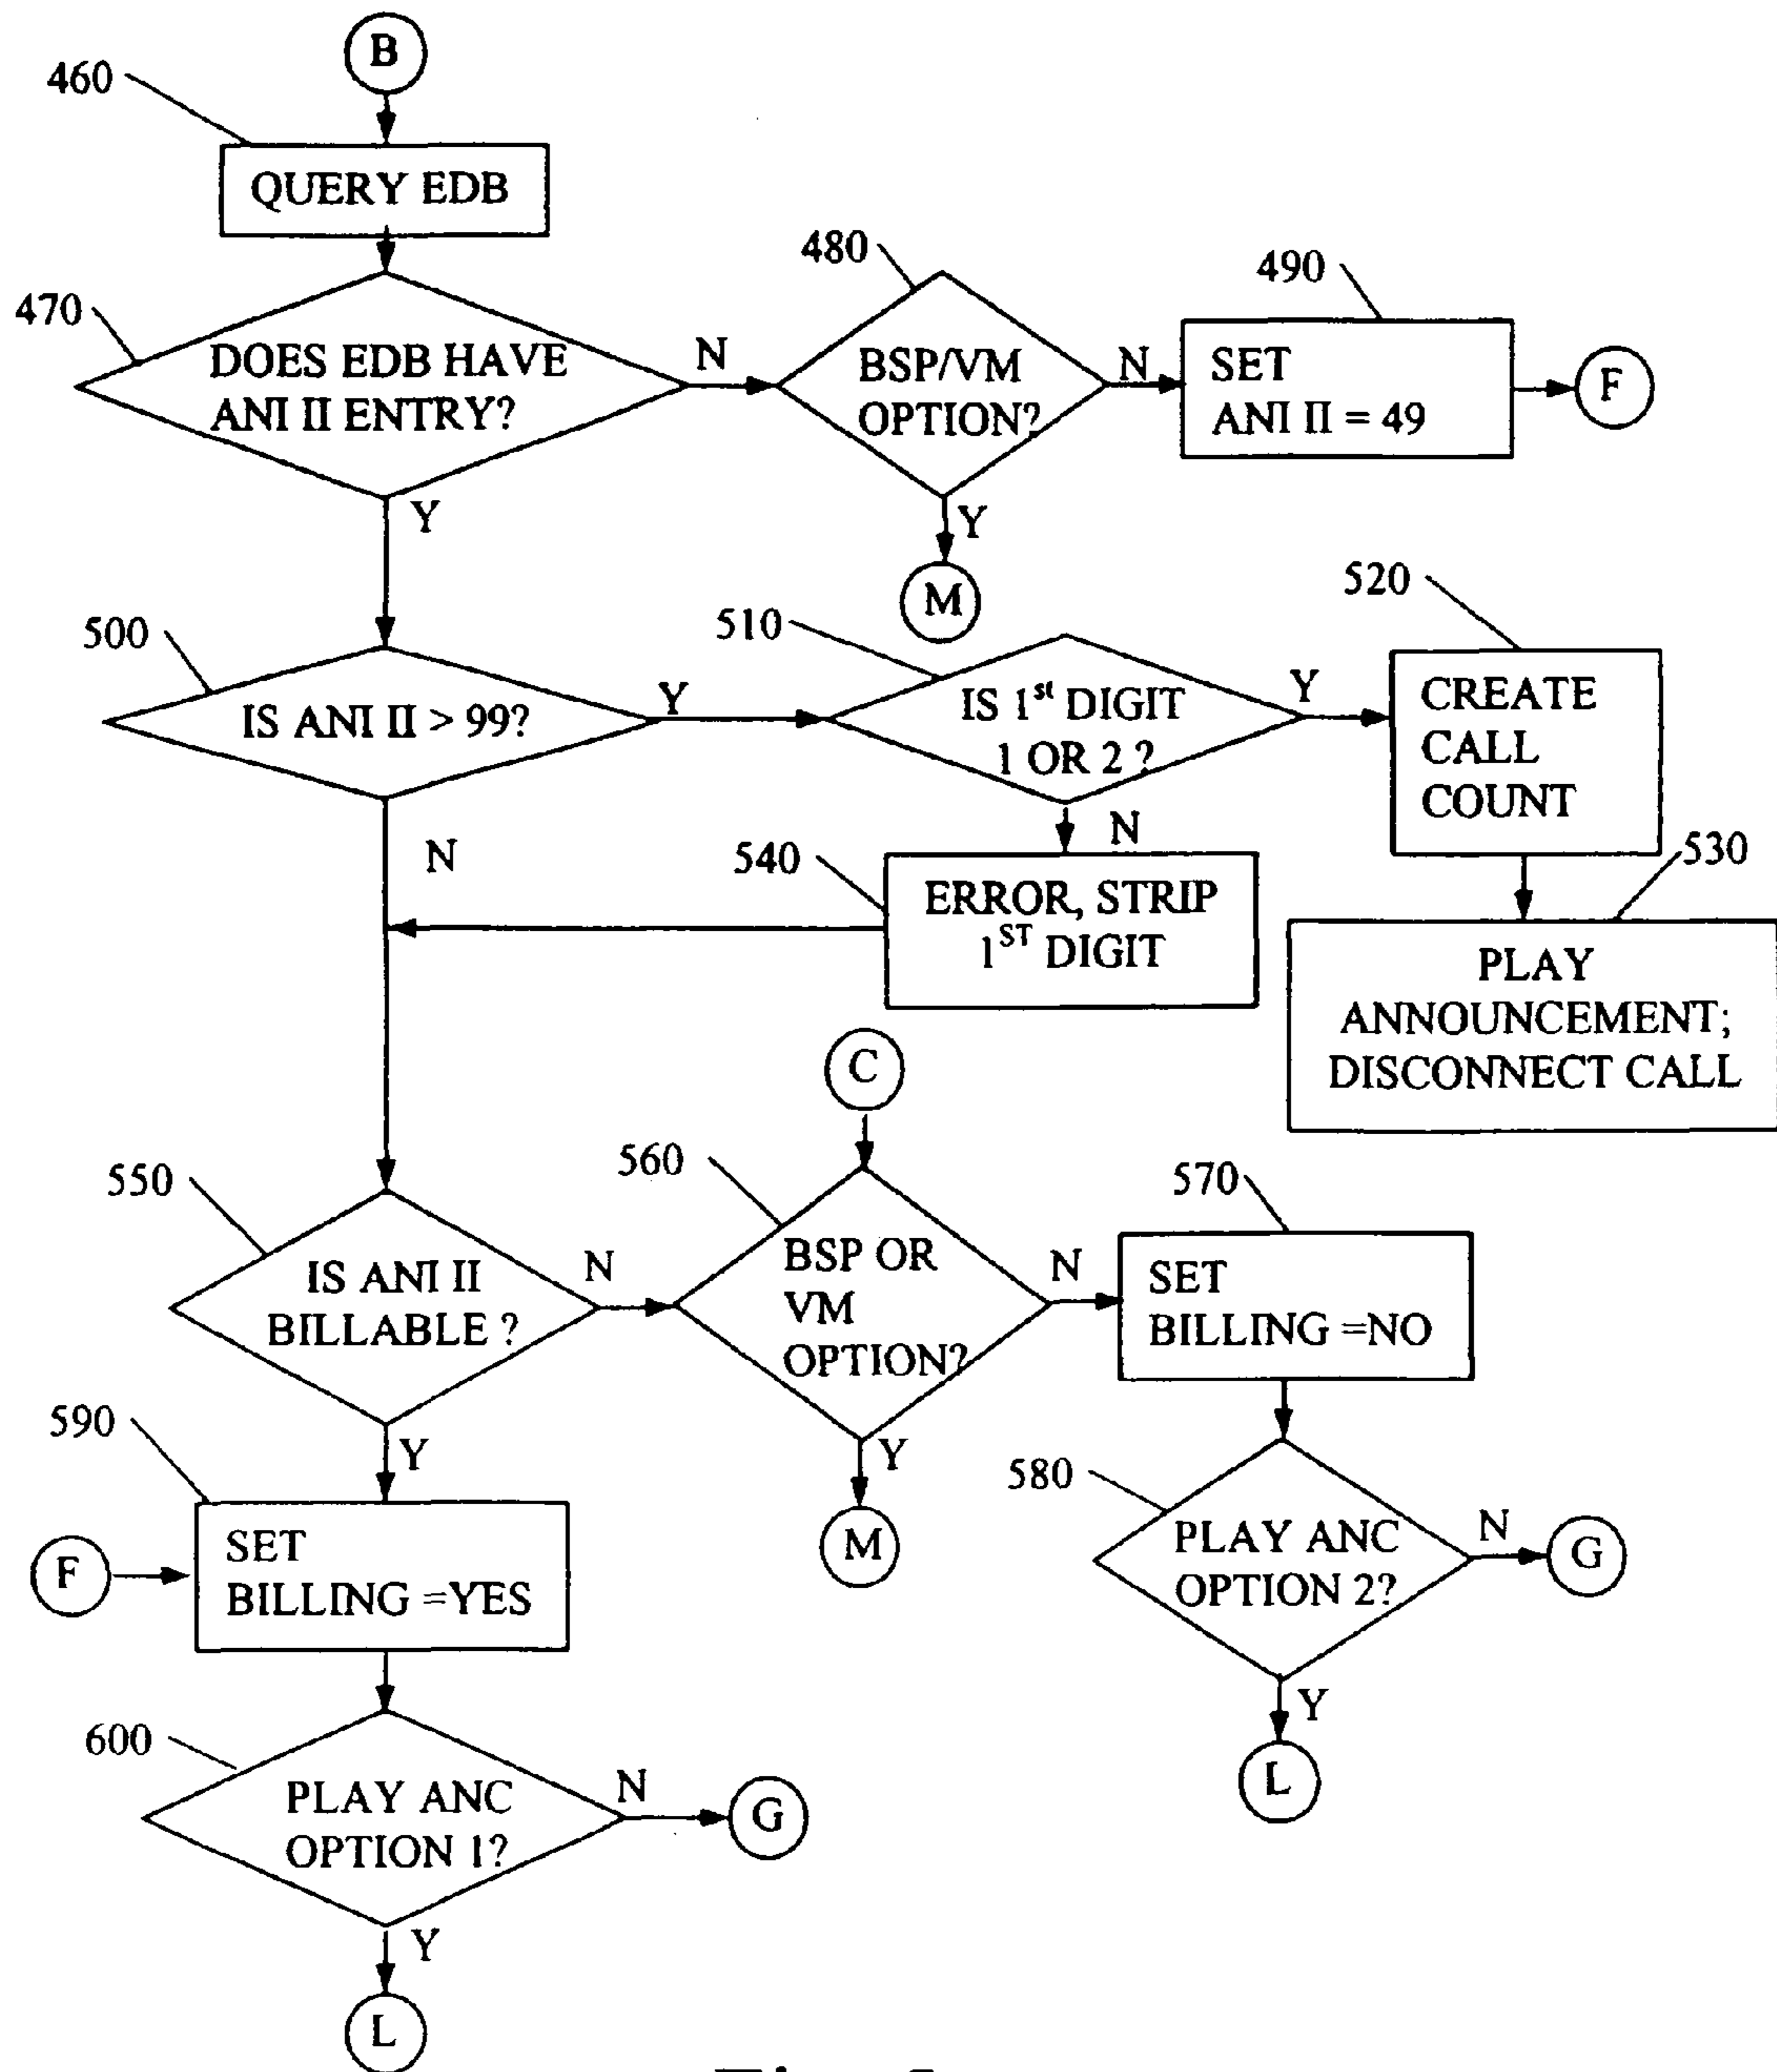 B
460
QUERY EDB
470
DOES EDB HAVE
ANI II ENTRY?
N
Y
480
BSP/VM
OPTION?
N
Y
M
490
SET
ANI II = 49
F
500
IS ANI II > 99?
Y
N
510
IS 1st DIGIT
1 OR 2 ?
Y
N
520
CREATE
CALL
COUNT
530
PLAY
ANNOUNCEMENT;
DISCONNECT CALL
540
ERROR, STRIP
1ST DIGIT
C
550
IS ANI II
BILLABLE ?
N
Y
560
BSP OR
VM
OPTION?
N
Y
M
570
SET
BILLING =NO
580
PLAY ANC
OPTION 2?
N
G
Y
L
590
F
SET
BILLING =YES
600
PLAY ANC
OPTION 1?
N
G
Y
L